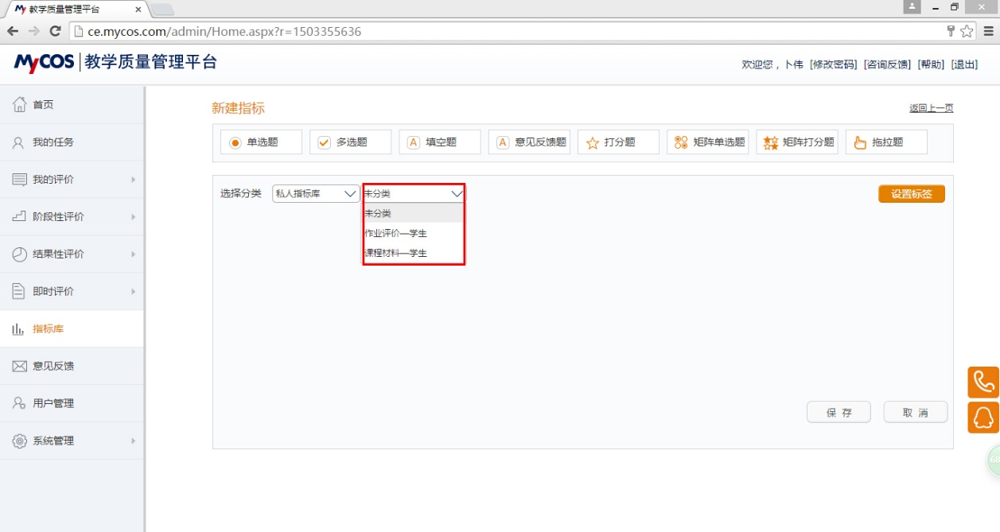 教学质量管理平台
ce.mycos.com/admin/Home.aspx?r=1503355636
MyCOS 教学质量管理平台
欢迎您，卜伟 [修改密码] [咨询反馈] [帮助] [退出]
首页
我的任务
我的评价
阶段性评价
结果性评价
即时评价
指标库
意见反馈
用户管理
系统管理
新建指标
返回上一页
单选题 多选题 填空题 意见反馈题 打分题 矩阵单选题 矩阵打分题 拖拉题
选择分类 私人指标库 未分类 设置标签
未分类
作业评价—学生
课程材料—学生
保 存 取 消